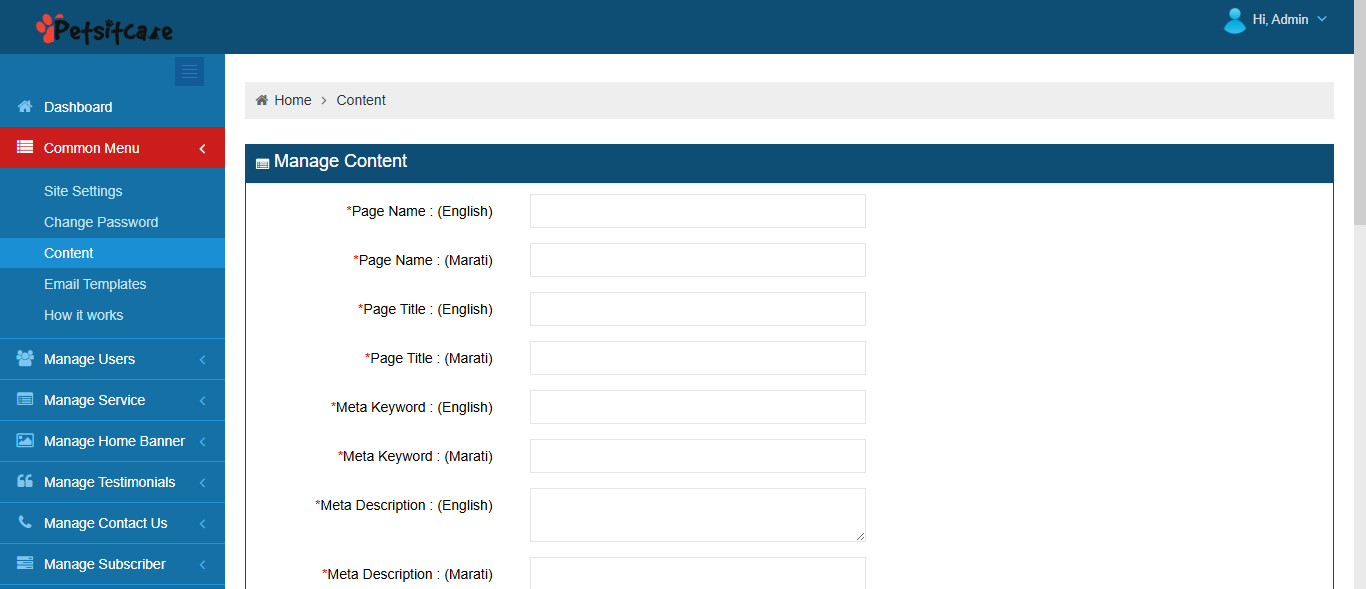 Petsitcare
Hi, Admin
Dashboard
Common Menu
Site Settings
Change Password
Content
Email Templates
How it works
Manage Users
Manage Service
Manage Home Banner
Manage Testimonials
Manage Contact Us
Manage Subscriber
Home > Content
Manage Content
*Page Name : (English)
*Page Name : (Marati)
*Page Title : (English)
*Page Title : (Marati)
*Meta Keyword : (English)
*Meta Keyword : (Marati)
*Meta Description : (English)
*Meta Description : (Marati)